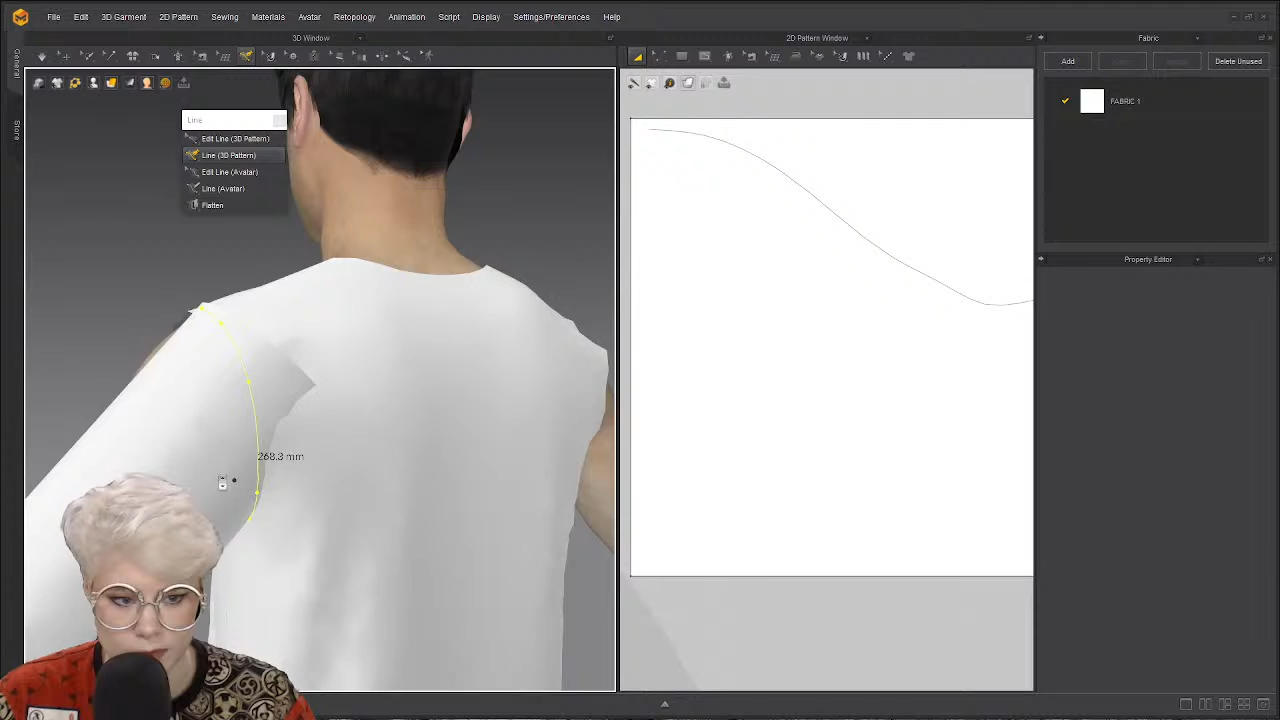 File Edit 3D Garment 2D Pattern Sewing Materials Avatar Retopology Animation Script Display Settings/Preferences Help
3D Window
2D Pattern Window
Fabric
General
Store
Add
Delete Unused
FABRIC 1
Line
Edit Line (3D Pattern)
Line (3D Pattern)
Edit Line (Avatar)
Line (Avatar)
Flatten
Property Editor
268.3 mm